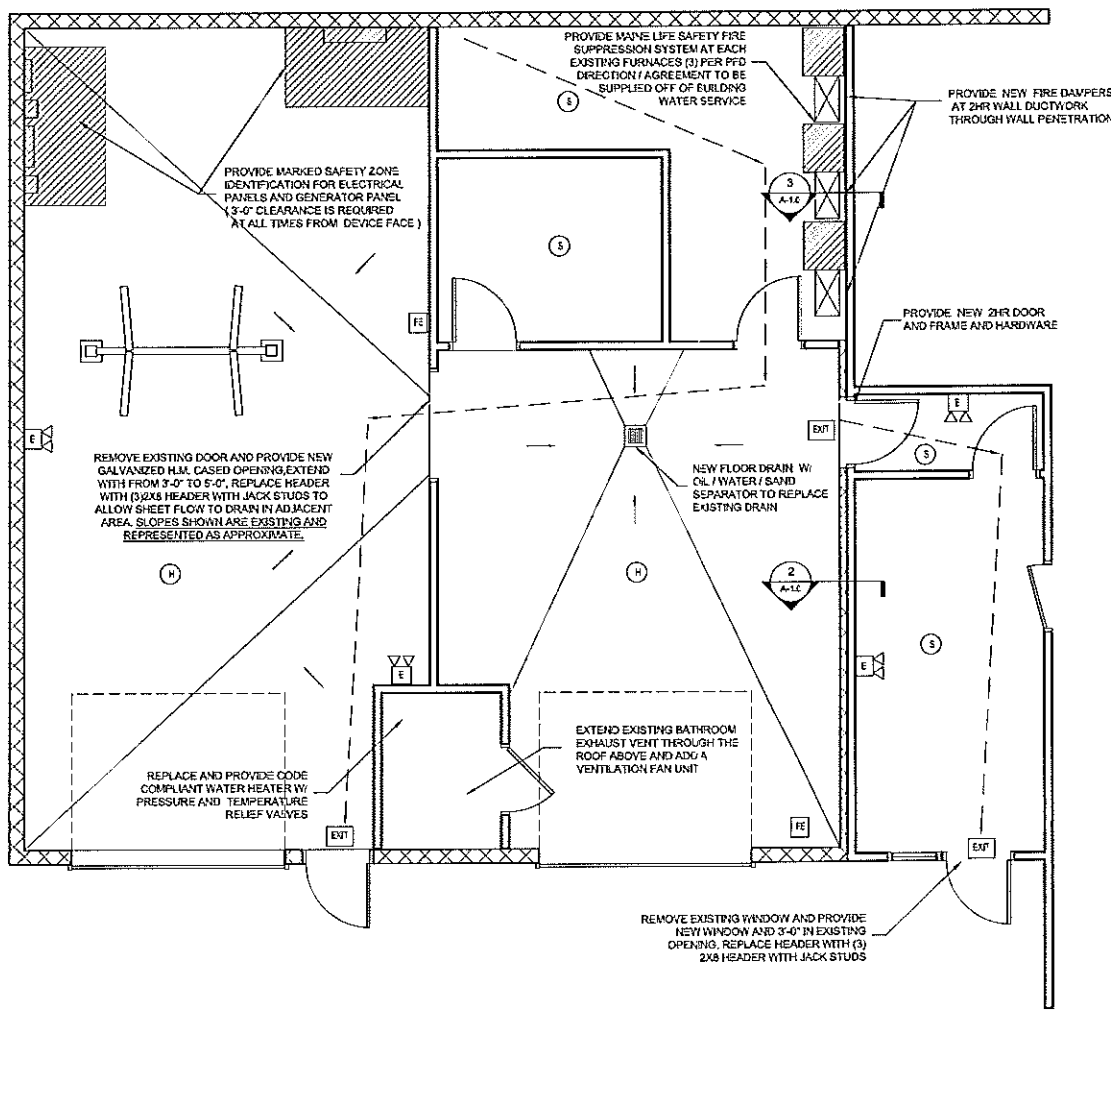 PROVIDE MAINE LIFE SAFETY FIRE
SUPPRESSION SYSTEM AT EACH
EXISTING FURNACES (3) PER PFD
DIRECTION / AGREEMENT TO BE
SUPPLIED OFF OF BUILDING
WATER SERVICE
S
PROVIDE NEW FIRE DAMPERS
AT 2HR WALL DUCTWORK
THROUGH WALL PENETRATION
PROVIDE MARKED SAFETY ZONE
IDENTIFICATION FOR ELECTRICAL
PANELS AND GENERATOR PANEL
( 3'-0" CLEARANCE IS REQUIRED
AT ALL TIMES FROM DEVICE FACE )
3
A-1.0
S
FE
PROVIDE NEW 2HR DOOR
AND FRAME AND HARDWARE
E
E
EXIT
S
REMOVE EXISTING DOOR AND PROVIDE NEW
GALVANIZED H.M. CASED OPENING,EXTEND
WITH FROM 3'-0" TO 5'-0", REPLACE HEADER
WITH (3)2X8 HEADER WITH JACK STUDS TO
ALLOW SHEET FLOW TO DRAIN IN ADJACENT
AREA. SLOPES SHOWN ARE EXISTING AND
REPRESENTED AS APPROXIMATE.
NEW FLOOR DRAIN W/
OIL / WATER / SAND
SEPARATOR TO REPLACE
EXISTING DRAIN
H
H
2
A-1.0
S
E
E
EXTEND EXISTING BATHROOM
EXHAUST VENT THROUGH THE
ROOF ABOVE AND ADD A
VENTILATION FAN UNIT
REPLACE AND PROVIDE CODE
COMPLIANT WATER HEATER W/
PRESSURE AND TEMPERATURE
RELIEF VALVES
EXIT
FE
EXIT
REMOVE EXISTING WINDOW AND PROVIDE
NEW WINDOW AND 3'-0" IN EXISTING
OPENING, REPLACE HEADER WITH (3)
2X8 HEADER WITH JACK STUDS